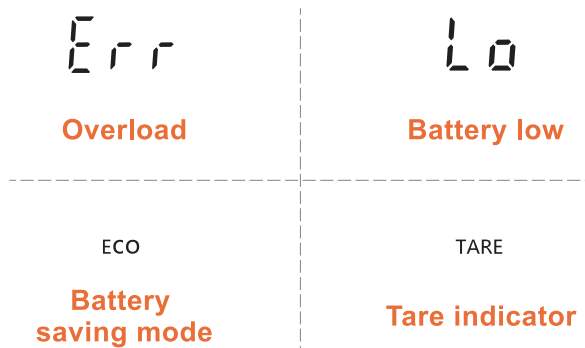 Err
Lo
Overload
Battery low
ECO
TARE
Battery
saving mode
Tare indicator